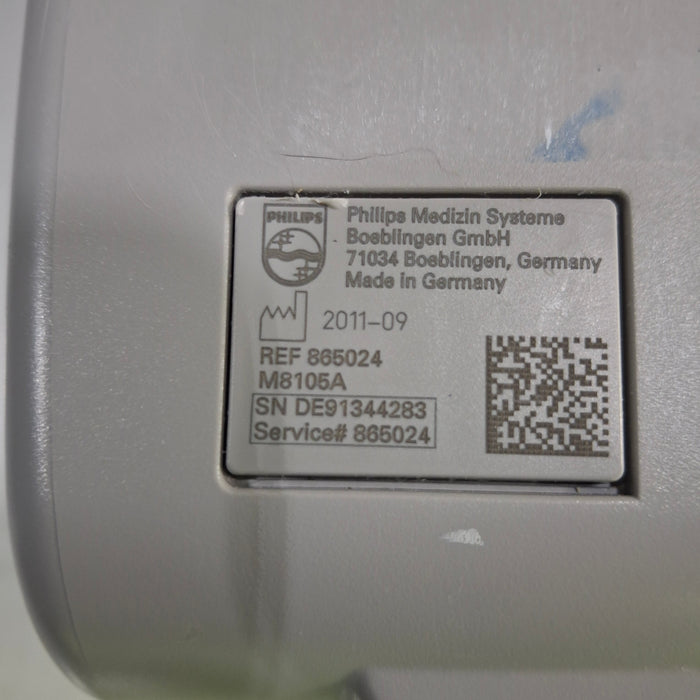 PHILIPS
Philips Medizin Systeme
Boeblingen GmbH
71034 Boeblingen, Germany
Made in Germany
2011-09
REF 865024
M8105A
SN DE91344283
Service# 865024